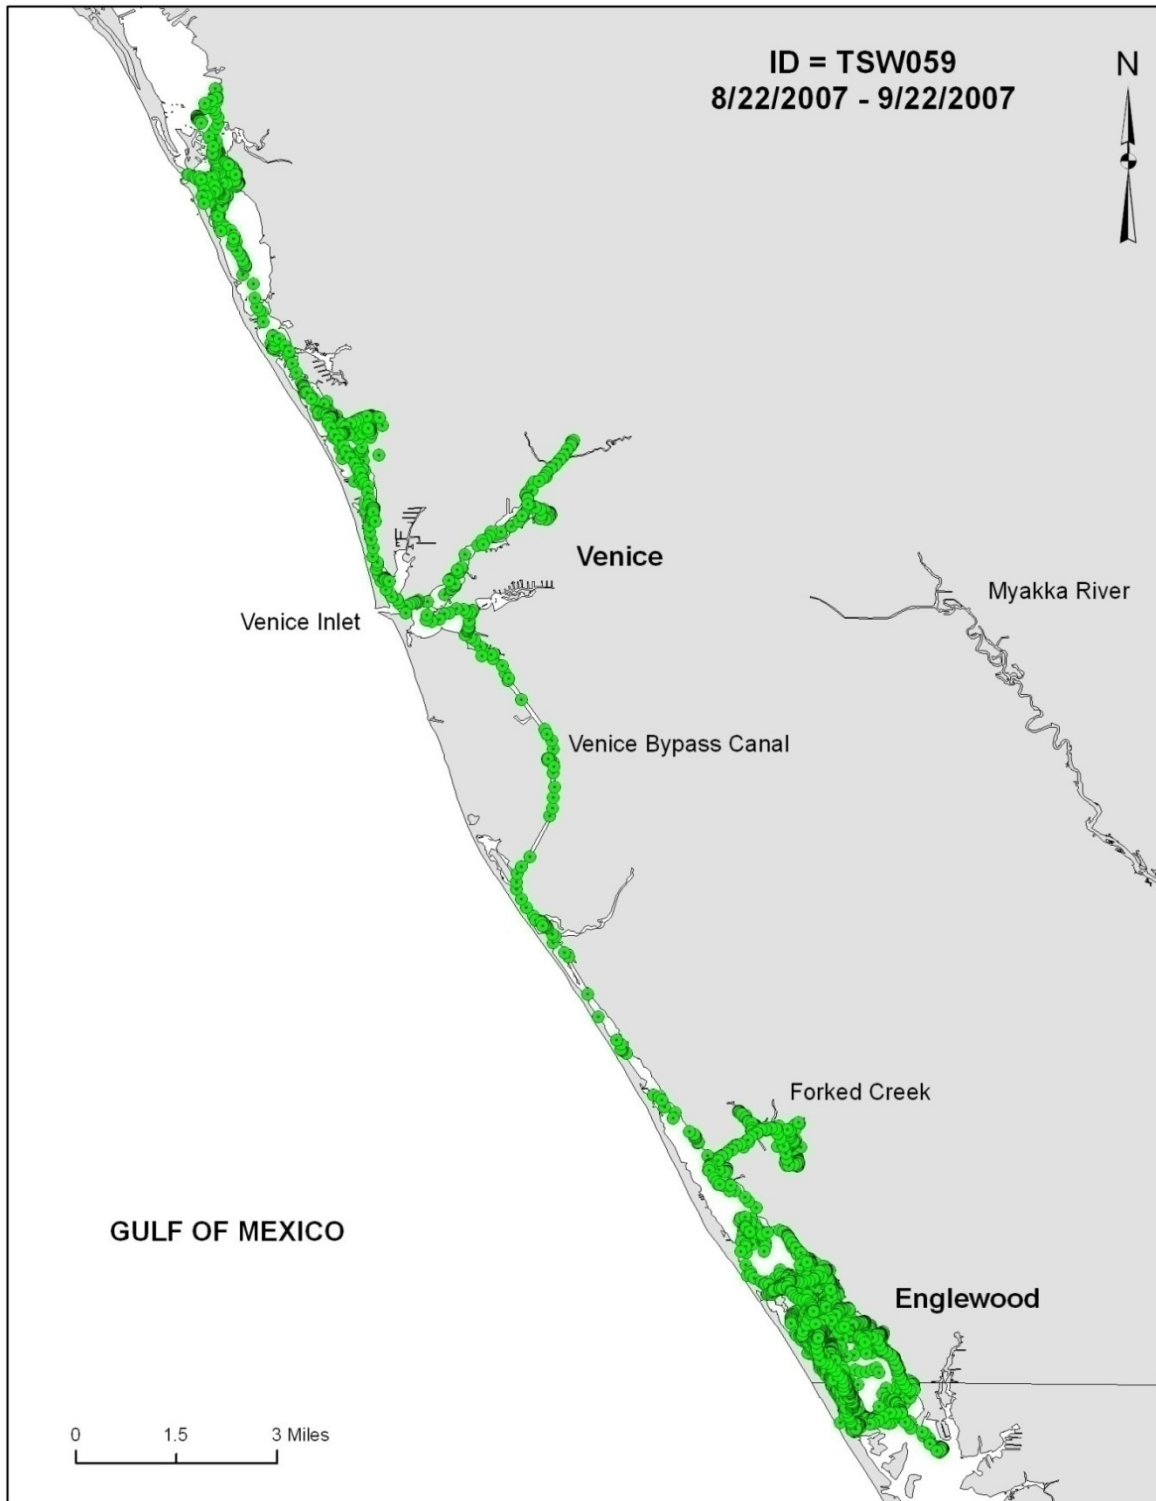 ID = TSW059
8/22/2007 - 9/22/2007
N
Venice
Myakka River
Venice Inlet
Venice Bypass Canal
Forked Creek
GULF OF MEXICO
Englewood
0 1.5 3 Miles